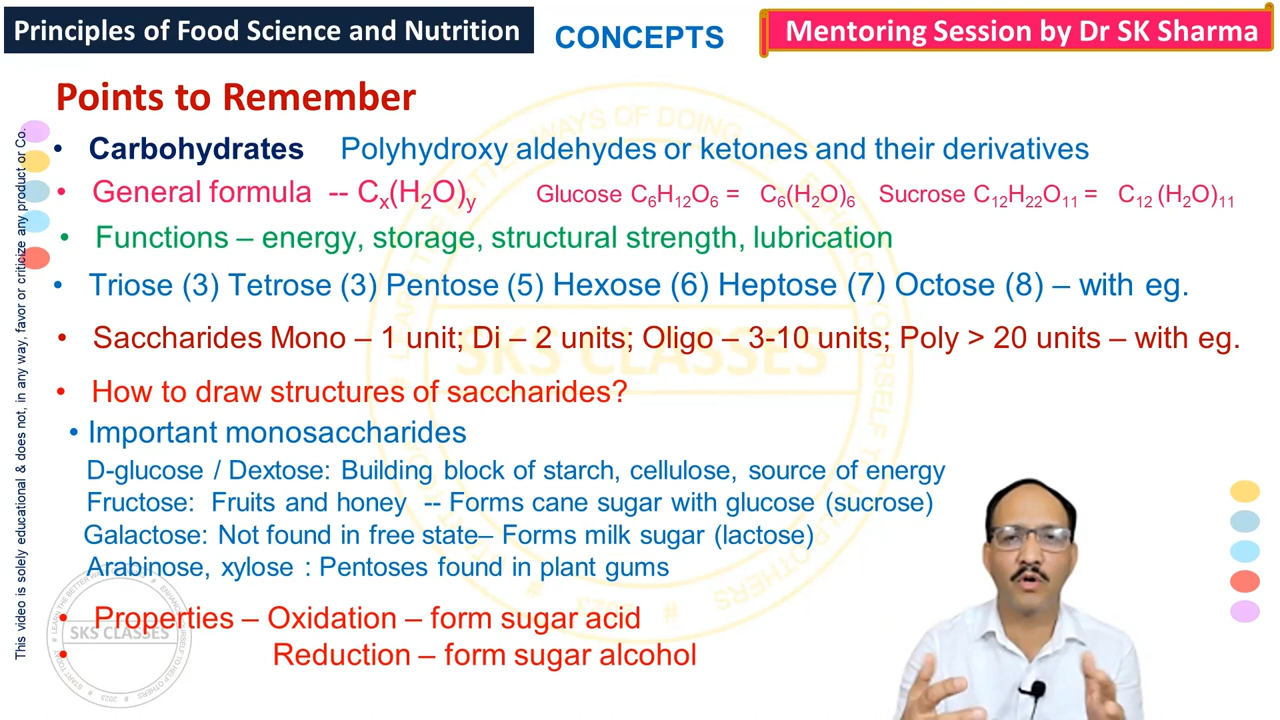 Principles of Food Science and Nutrition
CONCEPTS
Mentoring Session by Dr SK Sharma
Points to Remember
• Carbohydrates Polyhydroxy aldehydes or ketones and their derivatives
• General formula -- Cx(H2O)y Glucose C6H12O6 = C6(H2O)6 Sucrose C12H22O11 = C12 (H2O)11
• Functions – energy, storage, structural strength, lubrication
• Triose (3) Tetrose (3) Pentose (5) Hexose (6) Heptose (7) Octose (8) – with eg.
• Saccharides Mono – 1 unit; Di – 2 units; Oligo – 3-10 units; Poly > 20 units – with eg.
• How to draw structures of saccharides?
• Important monosaccharides
D-glucose / Dextose: Building block of starch, cellulose, source of energy
Fructose: Fruits and honey -- Forms cane sugar with glucose (sucrose)
Galactose: Not found in free state– Forms milk sugar (lactose)
Arabinose, xylose : Pentoses found in plant gums
• Properties – Oxidation – form sugar acid
• Reduction – form sugar alcohol
This video is solely educational & does not, in any way, favor or criticize any product or Co.
SKS CLASSES
SKS CLASSES